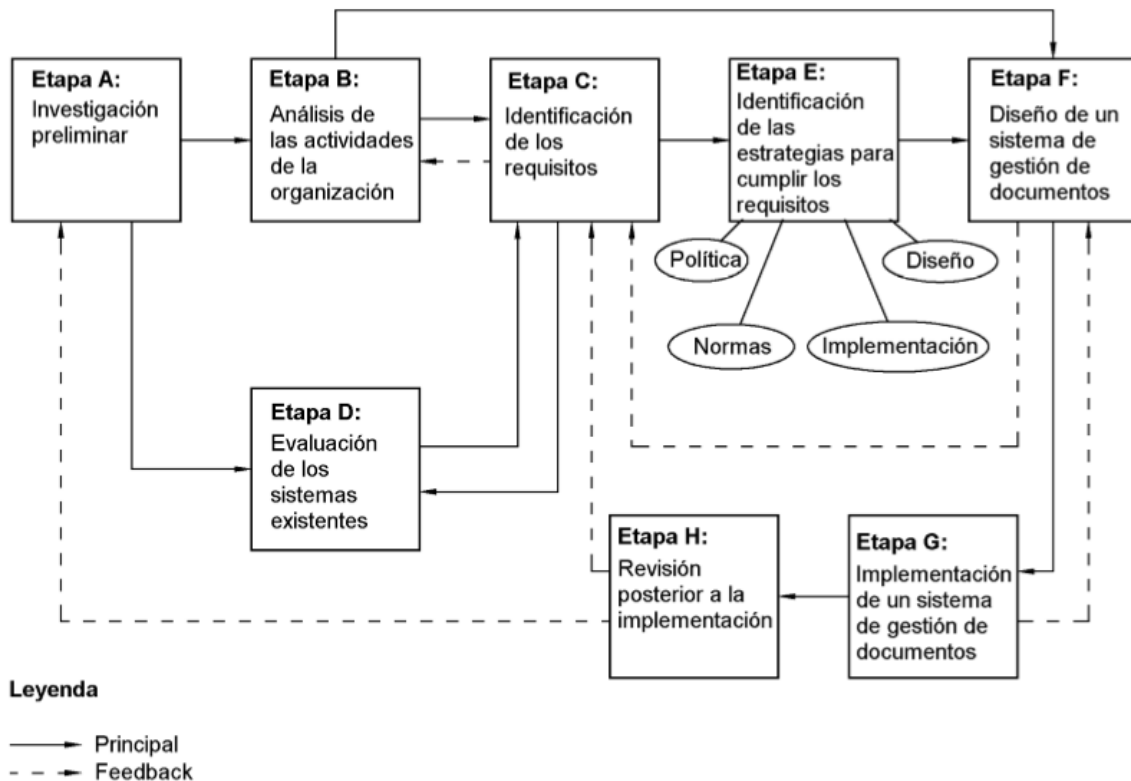 Etapa A:
Investigación
preliminar
Etapa B:
Análisis de
las actividades
de la
organización
Etapa C:
Identificación
de los
requisitos
Etapa E:
Identificación
de las
estrategias para
cumplir los
requisitos
Etapa F:
Diseño de un
sistema de
gestión de
documentos
Política
Diseño
Normas
Implementación
Etapa D:
Evaluación
de los
sistemas
existentes
Etapa H:
Revisión
posterior a la
implementación
Etapa G:
Implementación
de un sistema
de gestión de
documentos
Leyenda
Principal
Feedback